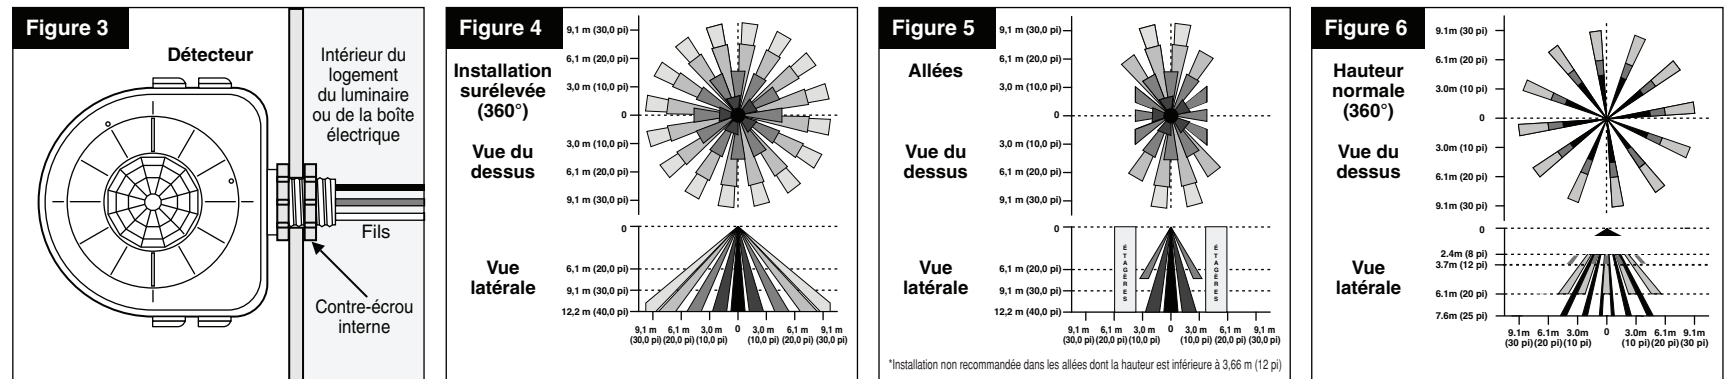 Figure 3
Détecteur
Intérieur du
logement
du luminaire
ou de la boîte
électrique
Fils
Contre-écrou
interne
Figure 4
Installation
surélevée
(360°)
Vue du
dessus
9,1 m (30,0 pi)
6,1 m (20,0 pi)
3,0 m (10,0 pi)
0
3,0 m (10,0 pi)
6,1 m (20,0 pi)
9,1 m (30,0 pi)
Vue
latérale
0
6,1 m (20,0 pi)
9,1 m (30,0 pi)
12,2 m (40,0 pi)
9,1 m 6,1 m 3,0 m 0 3,0 m 6,1 m 9,1 m
(30,0 pi) (20,0 pi) (10,0 pi) (10,0 pi) (20,0 pi) (30,0 pi)
Figure 5
Allées
Vue du
dessus
9,1 m (30,0 pi)
6,1 m (20,0 pi)
3,0 m (10,0 pi)
0
3,0 m (10,0 pi)
6,1 m (20,0 pi)
9,1 m (30,0 pi)
Vue
latérale
0
6,1 m (20,0 pi)
9,1 m (30,0 pi)
12,2 m (40,0 pi)
ÉTAGÈRES
ÉTAGÈRES
9,1 m 6,1 m 3,0 m 0 3,0 m 6,1 m 9,1 m
(30,0 pi) (20,0 pi) (10,0 pi) (10,0 pi) (20,0 pi) (30,0 pi)
*Installation non recommandée dans les allées dont la hauteur est inférieure à 3,66 m (12 pi)
Figure 6
Hauteur
normale
(360°)
Vue du
dessus
9.1m (30 pi)
6.1m (20 pi)
3.0m (10 pi)
0
3.0m (10 pi)
6.1m (20 pi)
9.1m (30 pi)
Vue
latérale
0
2.4m (8 pi)
3.7m (12 pi)
6.1m (20 pi)
7.6m (25 pi)
9.1m 6.1m 3.0m 0 3.0m 6.1m 9.1m
(30 pi) (20 pi) (10 pi) (10 pi) (20 pi) (30 pi)